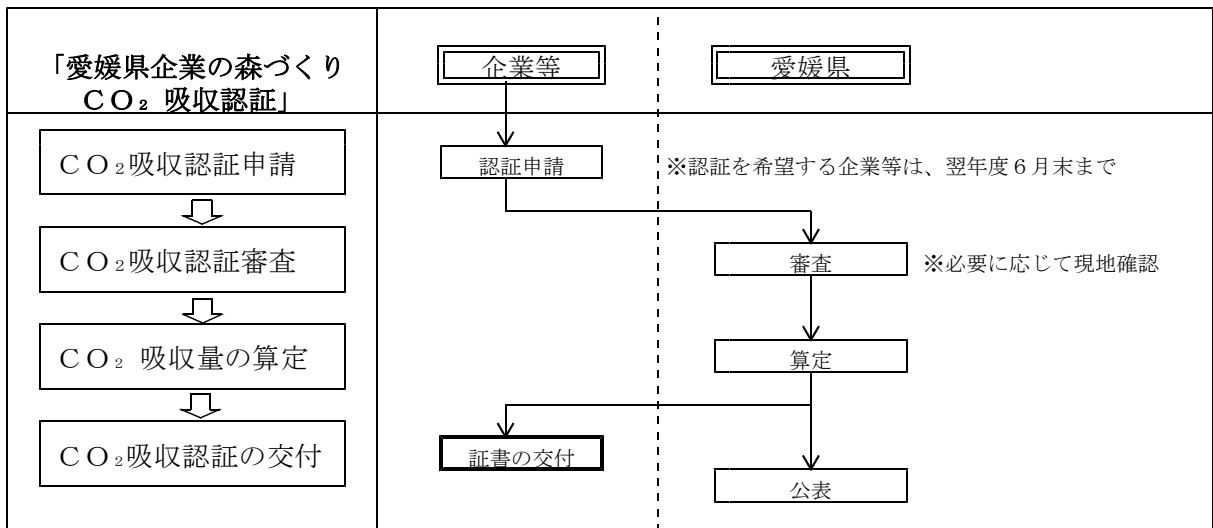 「愛媛県企業の森づくり
ＣＯ₂ 吸収認証」
企業等
愛媛県
ＣＯ₂吸収認証申請
認証申請
※認証を希望する企業等は、翌年度６月末まで
ＣＯ₂吸収認証審査
審査
※必要に応じて現地確認
ＣＯ₂ 吸収量の算定
算定
ＣＯ₂吸収認証の交付
証書の交付
公表